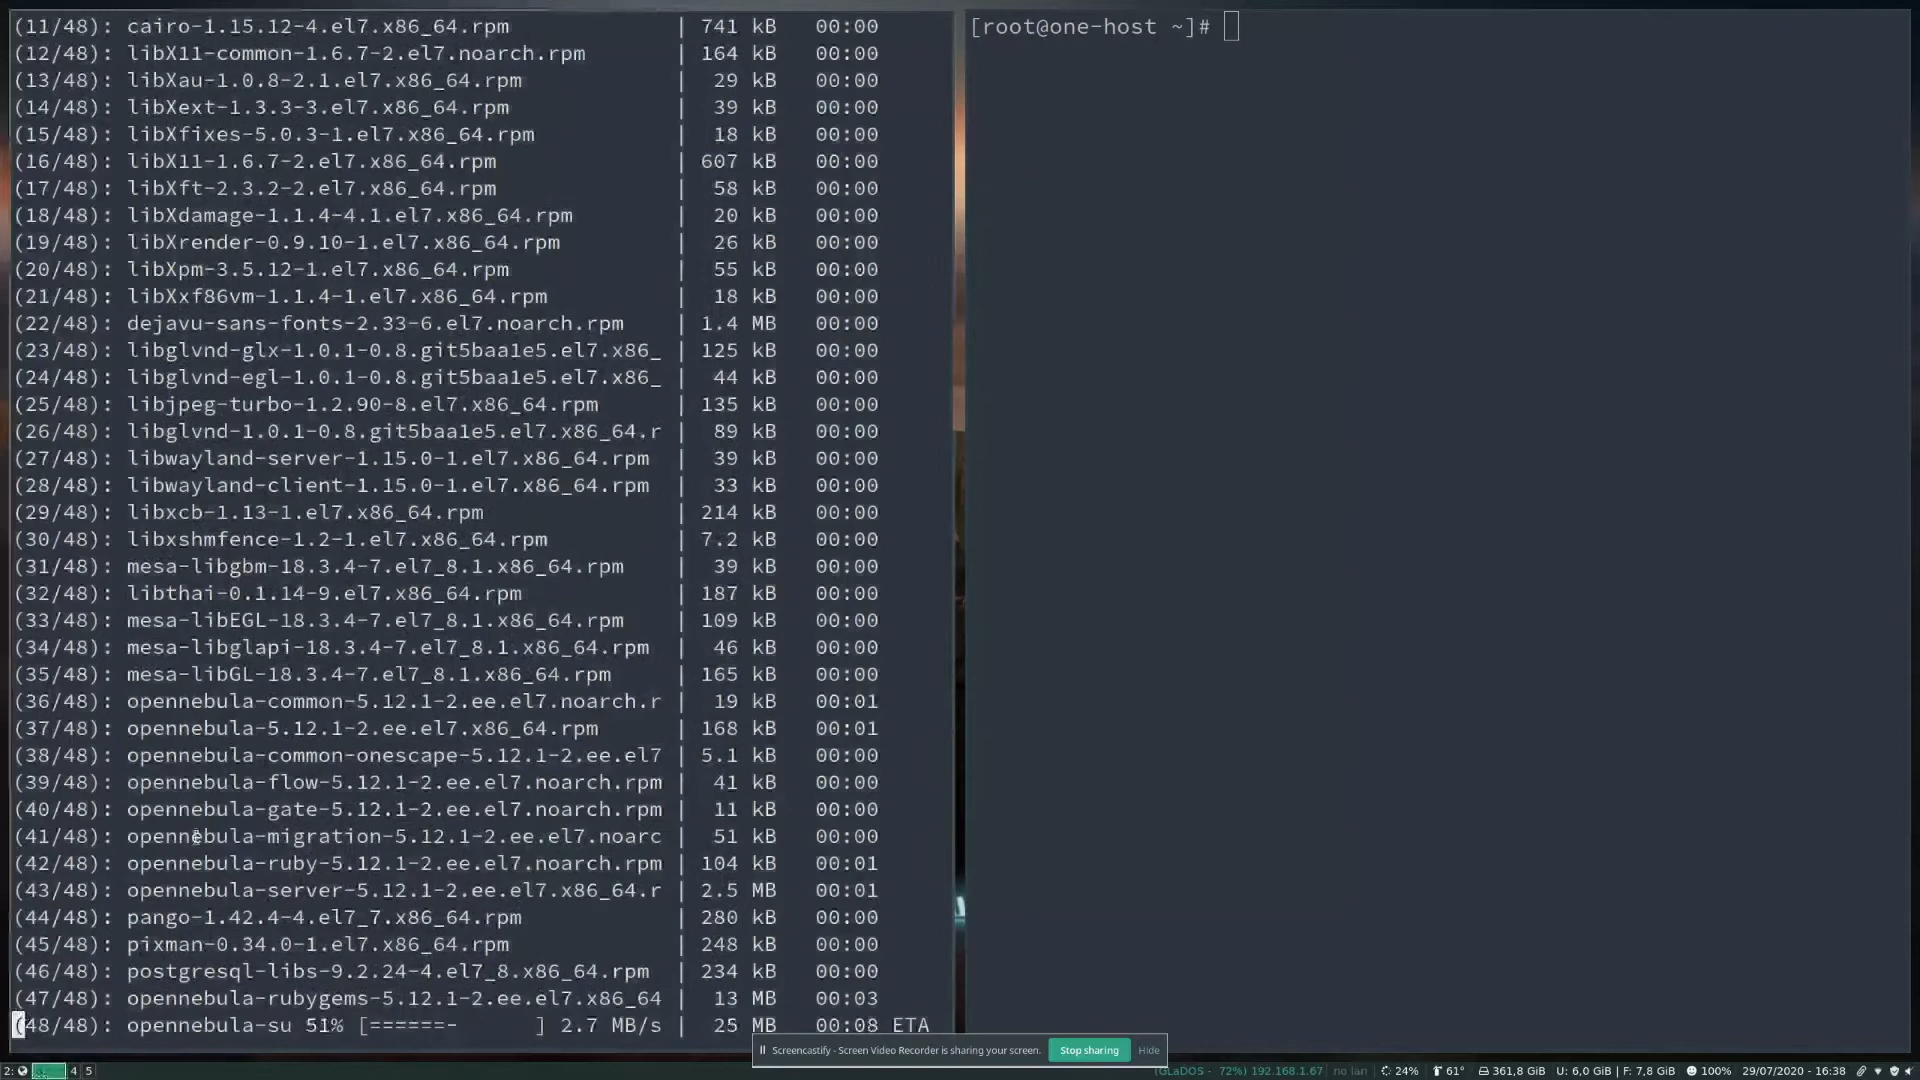 (11/48): cairo-1.15.12-4.el7.x86_64.rpm | 741 kB 00:00
(12/48): libX11-common-1.6.7-2.el7.noarch.rpm | 164 kB 00:00
(13/48): libXau-1.0.8-2.1.el7.x86_64.rpm | 29 kB 00:00
(14/48): libXext-1.3.3-3.el7.x86_64.rpm | 39 kB 00:00
(15/48): libXfixes-5.0.3-1.el7.x86_64.rpm | 18 kB 00:00
(16/48): libX11-1.6.7-2.el7.x86_64.rpm | 607 kB 00:00
(17/48): libXft-2.3.2-2.el7.x86_64.rpm | 58 kB 00:00
(18/48): libXdamage-1.1.4-4.1.el7.x86_64.rpm | 20 kB 00:00
(19/48): libXrender-0.9.10-1.el7.x86_64.rpm | 26 kB 00:00
(20/48): libXpm-3.5.12-1.el7.x86_64.rpm | 55 kB 00:00
(21/48): libXxf86vm-1.1.4-1.el7.x86_64.rpm | 18 kB 00:00
(22/48): dejavu-sans-fonts-2.33-6.el7.noarch.rpm | 1.4 MB 00:00
(23/48): libglvnd-glx-1.0.1-0.8.git5baa1e5.el7.x86_ | 125 kB 00:00
(24/48): libglvnd-egl-1.0.1-0.8.git5baa1e5.el7.x86_ | 44 kB 00:00
(25/48): libjpeg-turbo-1.2.90-8.el7.x86_64.rpm | 135 kB 00:00
(26/48): libglvnd-1.0.1-0.8.git5baa1e5.el7.x86_64.r | 89 kB 00:00
(27/48): libwayland-server-1.15.0-1.el7.x86_64.rpm | 39 kB 00:00
(28/48): libwayland-client-1.15.0-1.el7.x86_64.rpm | 33 kB 00:00
(29/48): libxcb-1.13-1.el7.x86_64.rpm | 214 kB 00:00
(30/48): libxshmfence-1.2-1.el7.x86_64.rpm | 7.2 kB 00:00
(31/48): mesa-libgbm-18.3.4-7.el7_8.1.x86_64.rpm | 39 kB 00:00
(32/48): libthai-0.1.14-9.el7.x86_64.rpm | 187 kB 00:00
(33/48): mesa-libEGL-18.3.4-7.el7_8.1.x86_64.rpm | 109 kB 00:00
(34/48): mesa-libglapi-18.3.4-7.el7_8.1.x86_64.rpm | 46 kB 00:00
(35/48): mesa-libGL-18.3.4-7.el7_8.1.x86_64.rpm | 165 kB 00:00
(36/48): opennebula-common-5.12.1-2.ee.el7.noarch.r | 19 kB 00:01
(37/48): opennebula-5.12.1-2.ee.el7.x86_64.rpm | 168 kB 00:01
(38/48): opennebula-common-onescape-5.12.1-2.ee.el7 | 5.1 kB 00:00
(39/48): opennebula-flow-5.12.1-2.ee.el7.noarch.rpm | 41 kB 00:00
(40/48): opennebula-gate-5.12.1-2.ee.el7.noarch.rpm | 11 kB 00:00
(41/48): opennebula-migration-5.12.1-2.ee.el7.noarc | 51 kB 00:00
(42/48): opennebula-ruby-5.12.1-2.ee.el7.noarch.rpm | 104 kB 00:01
(43/48): opennebula-server-5.12.1-2.ee.el7.x86_64.r | 2.5 MB 00:01
(44/48): pango-1.42.4-4.el7_7.x86_64.rpm | 280 kB 00:00
(45/48): pixman-0.34.0-1.el7.x86_64.rpm | 248 kB 00:00
(46/48): postgresql-libs-9.2.24-4.el7_8.x86_64.rpm | 234 kB 00:00
(47/48): opennebula-rubygems-5.12.1-2.ee.el7.x86_64 | 13 MB 00:03
(48/48): opennebula-su 51% [======- ] 2.7 MB/s | 25 MB 00:08 ETA
[root@one-host ~]#
Screencastify - Screen Video Recorder is sharing your screen. Stop sharing Hide
2: 4 5 (GLaDOS - 72%) 192.168.1.67 no lan 24% 61° 361,8 GiB U: 6,0 GiB | F: 7,8 GiB 100% 29/07/2020 - 16:38